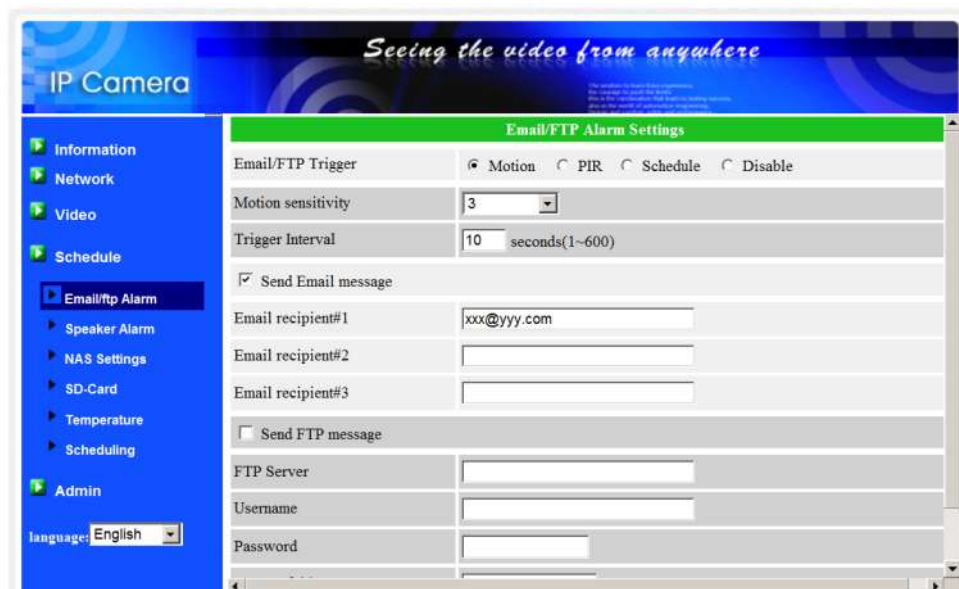 Seeing the video from anywhere
IP Camera
Information
Network
Video
Schedule
Email/ftp Alarm
Speaker Alarm
NAS Settings
SD-Card
Temperature
Scheduling
Admin
language: English
Email/FTP Alarm Settings
Email/FTP Trigger Motion PIR Schedule Disable
Motion sensitivity 3
Trigger Interval 10 seconds(1~600)
Send Email message
Email recipient#1 xxx@yyy.com
Email recipient#2
Email recipient#3
Send FTP message
FTP Server
Username
Password